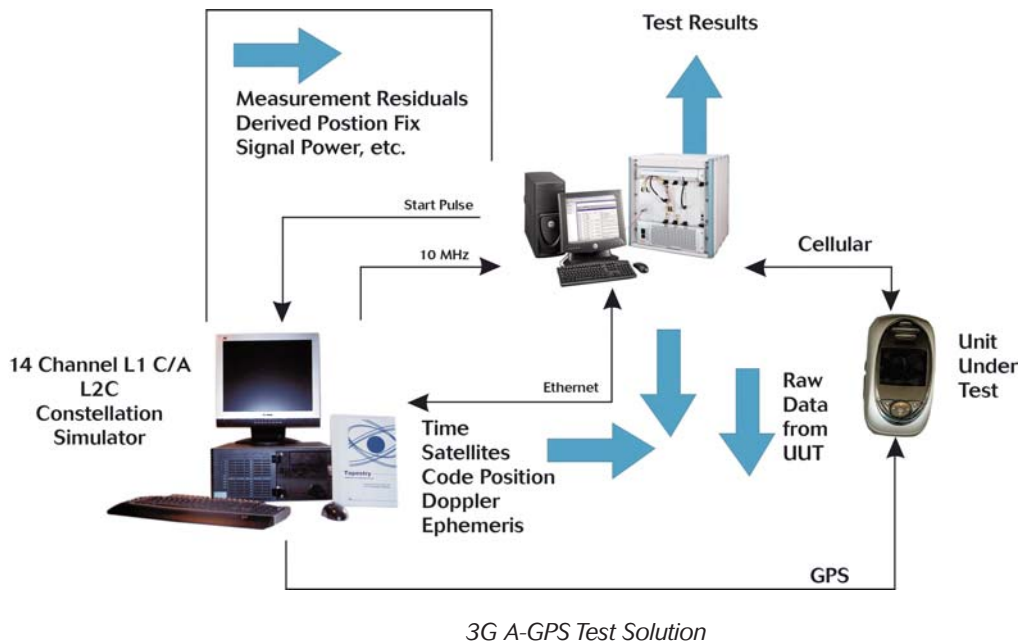 Test Results
Measurement Residuals
Derived Postion Fix
Signal Power, etc.
Start Pulse
10 MHz
Cellular
14 Channel L1 C/A
L2C
Constellation
Simulator
Ethernet
Unit
Under
Test
Raw
Data
from
UUT
Time
Satellites
Code Position
Doppler
Ephemeris
Tapestry
GPS
3G A-GPS Test Solution